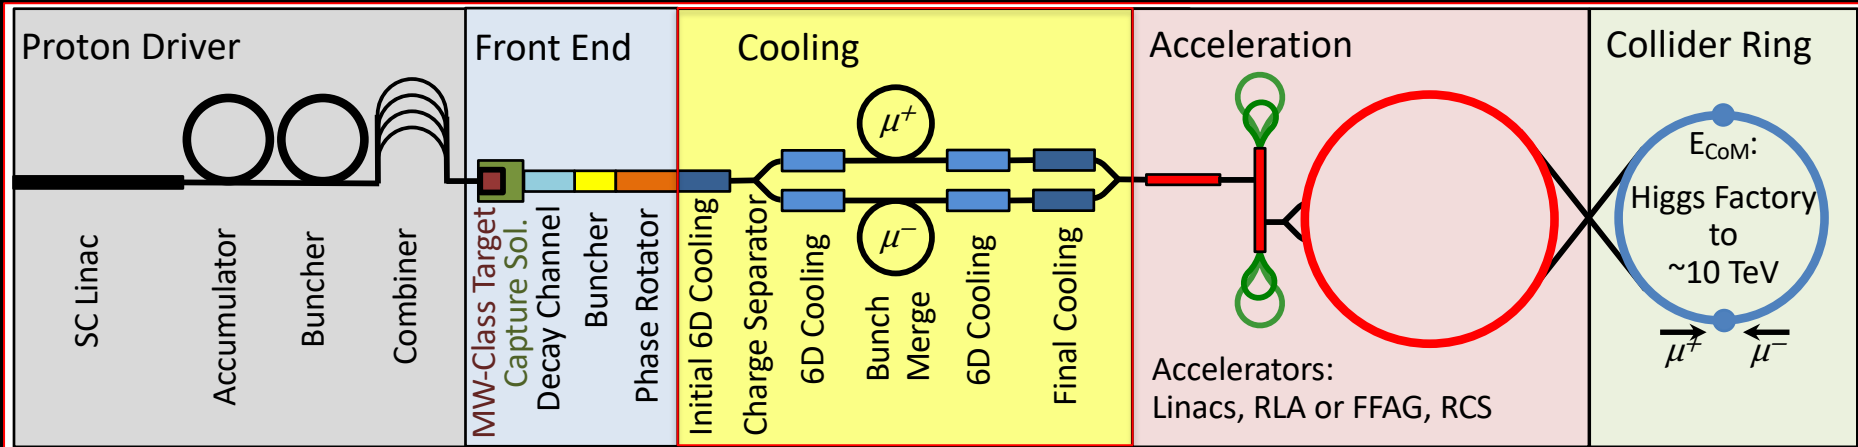 Proton Driver
SC Linac
Accumulator
Buncher
Combiner
Front End
MW-Class Target
Capture Sol.
Decay Channel
Buncher
Phase Rotator
Cooling
μ+
μ−
Initial 6D Cooling
Charge Separator
6D Cooling
Bunch
Merge
6D Cooling
Final Cooling
Acceleration
Accelerators:
Linacs, RLA or FFAG, RCS
Collider Ring
ECoM:
Higgs Factory
to
~10 TeV
μ+ μ−